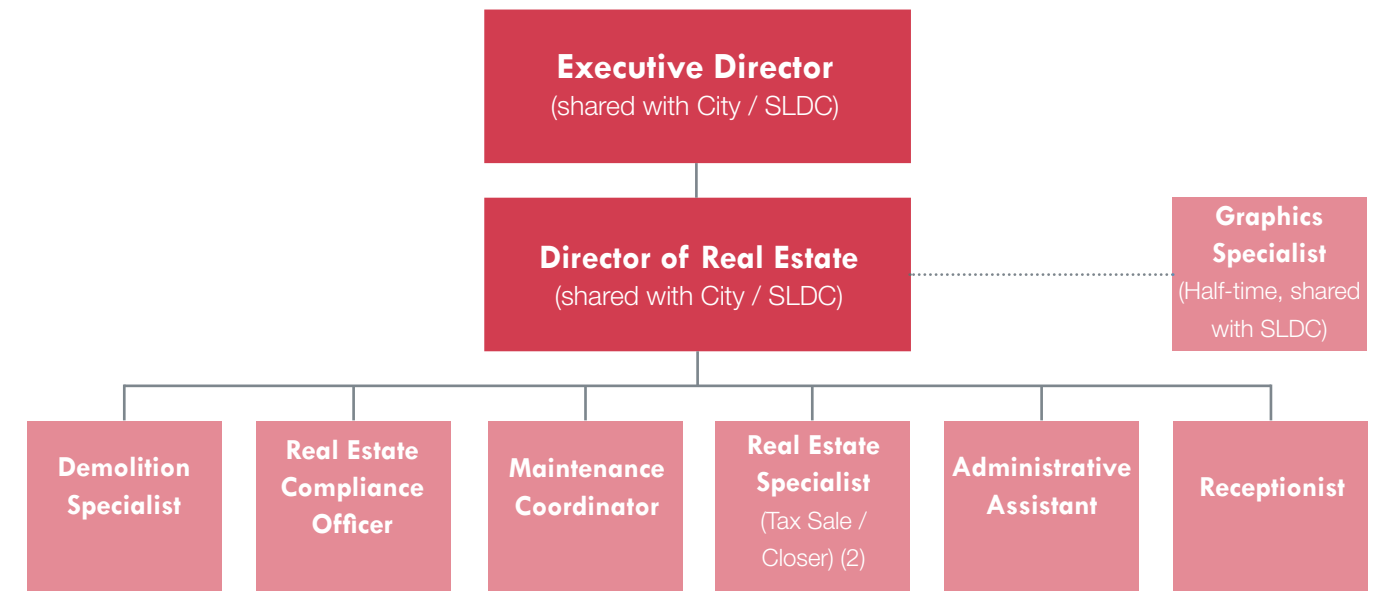 Executive Director
(shared with City / SLDC)
Director of Real Estate
(shared with City / SLDC)
Graphics
Specialist
(Half-time, shared
with SLDC)
Demolition
Specialist
Real Estate
Compliance
Officer
Maintenance
Coordinator
Real Estate
Specialist
(Tax Sale /
Closer) (2)
Administrative
Assistant
Receptionist